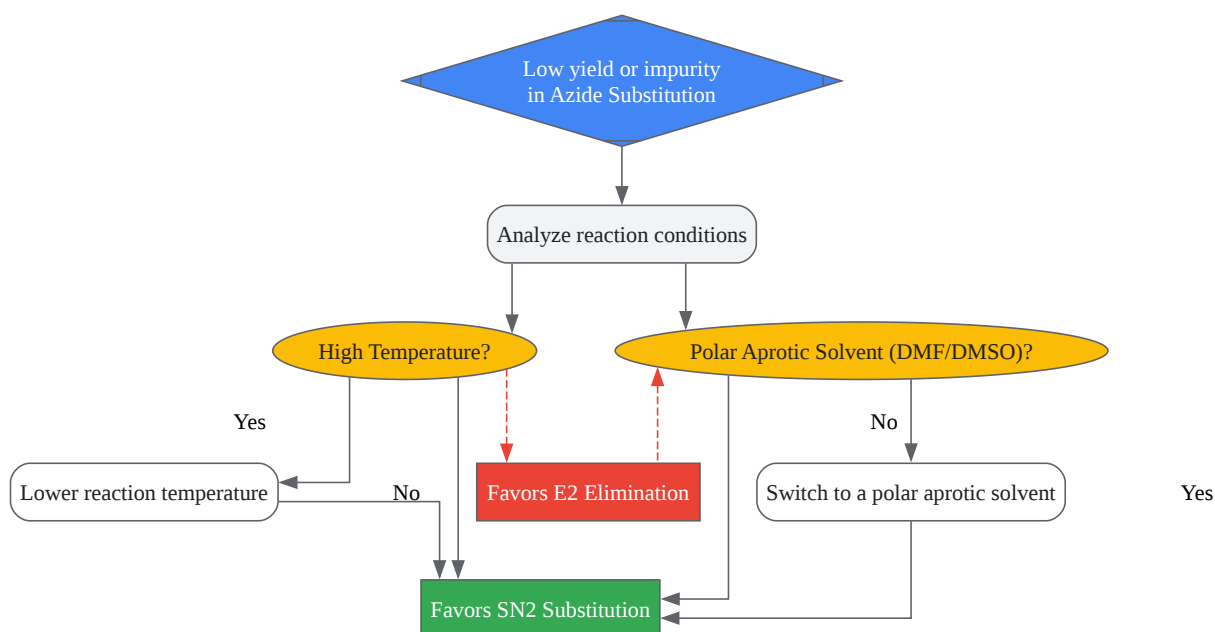 Low yield or impurity
in Azide Substitution
Analyze reaction conditions
High Temperature?
Polar Aprotic Solvent (DMF/DMSO)?
Yes
No
Lower reaction temperature
No
Favors E2 Elimination
Switch to a polar aprotic solvent
Yes
Favors SN2 Substitution